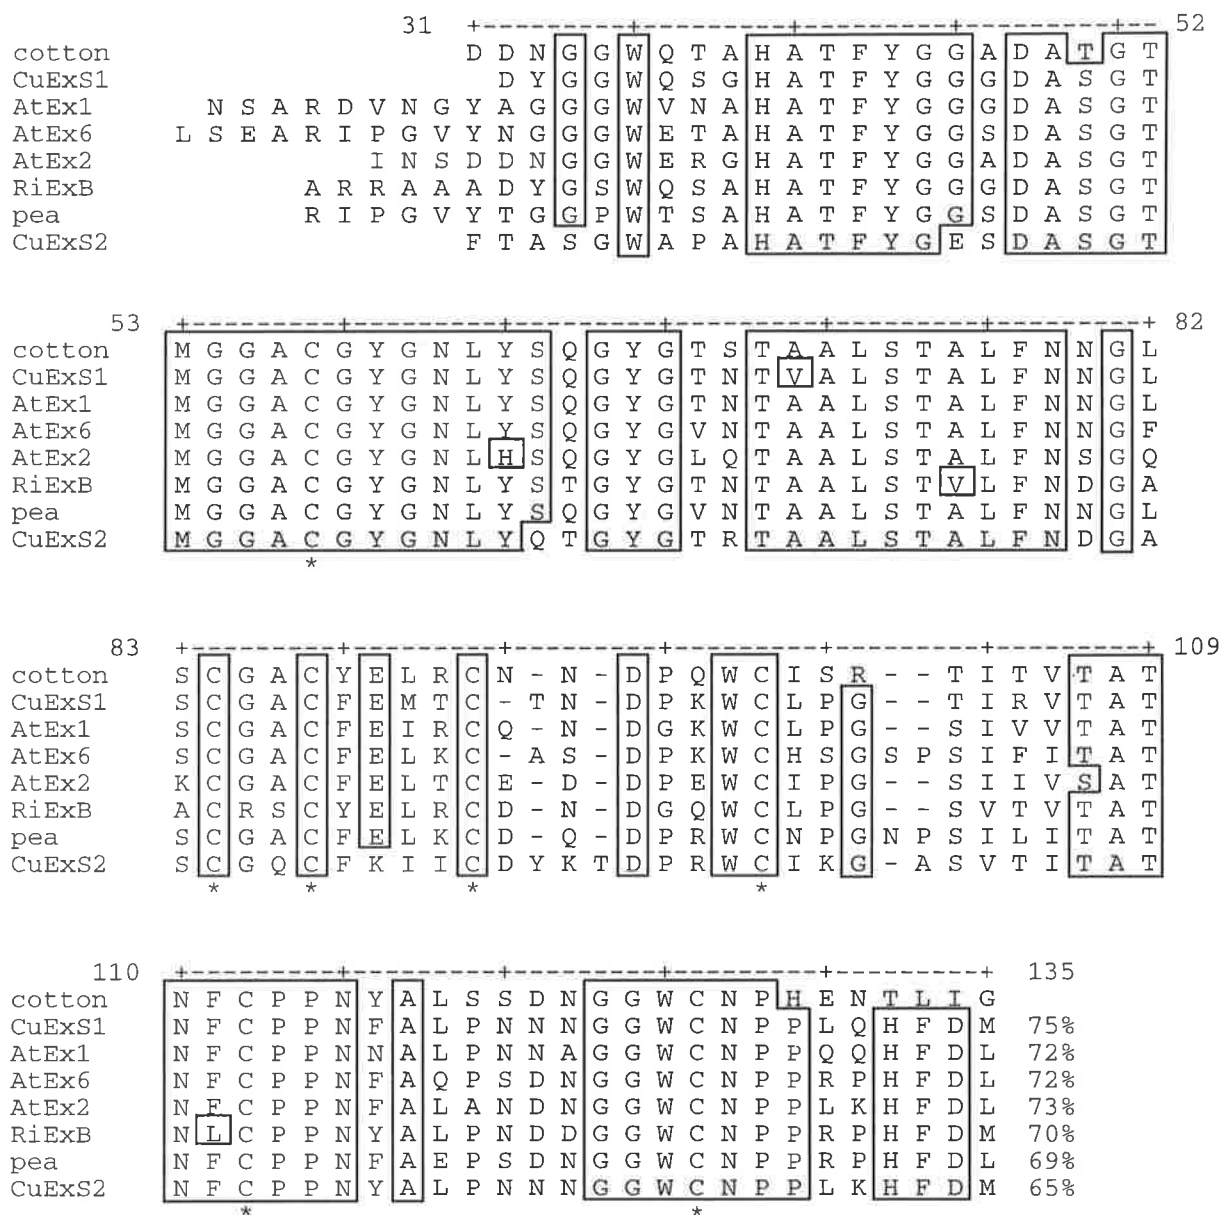 31 +----+----+----+----+-- 52
cotton D D N G G W Q T A H A T F Y G G A D A T G T
CuExS1 D Y G G W Q S G H A T F Y G G G D A S G T
AtEx1 N S A R D V N G Y A G G G W V N A H A T F Y G G G D A S G T
AtEx6 L S E A R I P G V Y N G G G W E T A H A T F Y G G S D A S G T
AtEx2 I N S D D N G G W E R G H A T F Y G G A D A S G T
RiExB A R R A A A D Y G S W Q S A H A T F Y G G G D A S G T
pea R I P G V Y T G G P W T S A H A T F Y G G S D A S G T
CuExS2 F T A S G W A P A H A T F Y G E S D A S G T
53 +----+----+----+----+----+----+ 82
cotton M G G A C G Y G N L Y S Q G Y G T S T A A L S T A L F N N G L
CuExS1 M G G A C G Y G N L Y S Q G Y G T N T V A L S T A L F N N G L
AtEx1 M G G A C G Y G N L Y S Q G Y G T N T A A L S T A L F N N G L
AtEx6 M G G A C G Y G N L Y S Q G Y G V N T A A L S T A L F N N G F
AtEx2 M G G A C G Y G N L H S Q G Y G L Q T A A L S T A L F N S G Q
RiExB M G G A C G Y G N L Y S T G Y G T N T A A L S T V L F N D G A
pea M G G A C G Y G N L Y S Q G Y G V N T A A L S T A L F N N G L
CuExS2 M G G A C G Y G N L Y Q T G Y G T R T A A L S T A L F N D G A
*
83 +----+----+----+----+----+----+ 109
cotton S C G A C Y E L R C N - N - D P Q W C I S R - - T I T V T A T
CuExS1 S C G A C F E M T C - T N - D P K W C L P G - - T I R V T A T
AtEx1 S C G A C F E I R C Q - N - D G K W C L P G - - S I V V T A T
AtEx6 S C G A C F E L K C - A S - D P K W C H S G S P S I F I T A T
AtEx2 K C G A C F E L T C E - D - D P E W C I P G - - S I I V S A T
RiExB A C R S C Y E L R C D - N - D G Q W C L P G - - S V T V T A T
pea S C G A C F E L K C D - Q - D P R W C N P G N P S I L I T A T
CuExS2 S C G Q C F K I I C D Y K T D P R W C I K G - A S V T I T A T
* * * *
110 +----+----+----+----+----+ 135
cotton N F C P P N Y A L S S D N G G W C N P H E N T L I G
CuExS1 N F C P P N F A L P N N N G G W C N P P L Q H F D M 75%
AtEx1 N F C P P N N A L P N N A G G W C N P P Q Q H F D L 72%
AtEx6 N F C P P N F A Q P S D N G G W C N P P R P H F D L 72%
AtEx2 N F C P P N F A L A N D N G G W C N P P L K H F D L 73%
RiExB N L C P P N Y A L P N D D G G W C N P P R P H F D M 70%
pea N F C P P N F A E P S D N G G W C N P P R P H F D L 69%
CuExS2 N F C P P N Y A L P N N N G G W C N P P L K H F D M 65%
* *